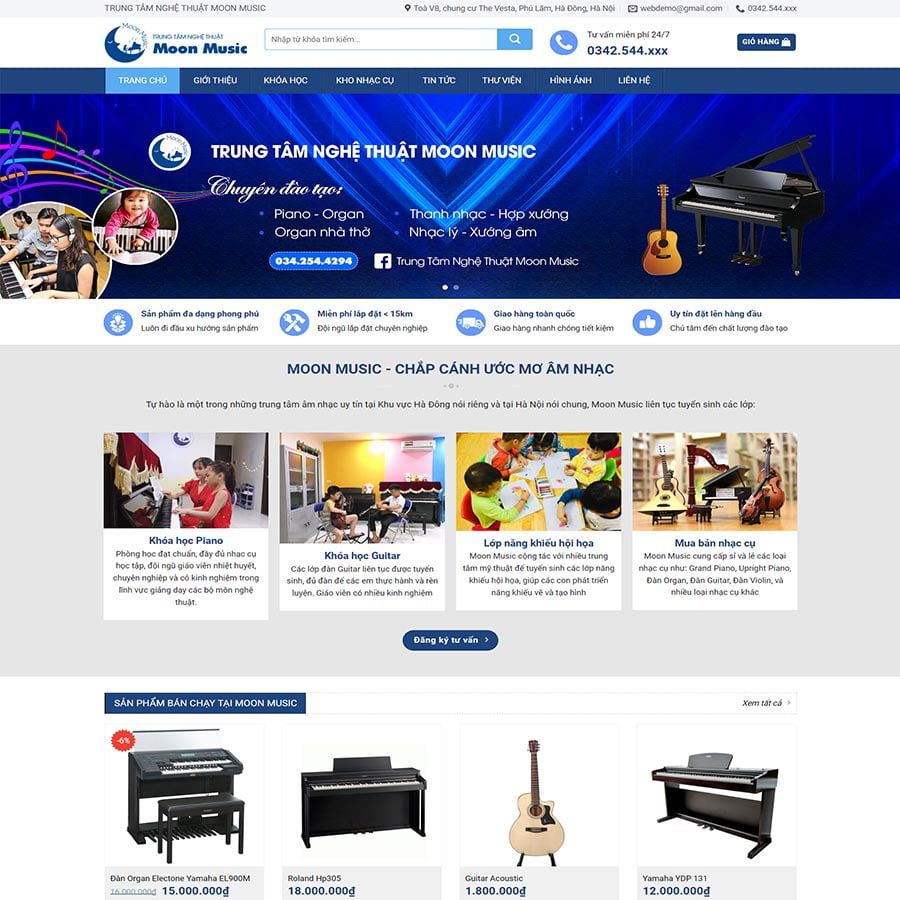 TRUNG TÂM NGHỆ THUẬT MOON MUSIC
Toà V8, chung cư The Vesta, Phú Lãm, Hà Đông, Hà Nội
webdemo@gmail.com
0342.544.xxx
Moon Music
TRUNG TÂM NGHỆ THUẬT
Moon Music
Nhập từ khóa tìm kiếm...
Tư vấn miễn phí 24/7
0342.544.xxx
GIỎ HÀNG
TRANG CHỦ
GIỚI THIỆU
KHÓA HỌC
KHO NHẠC CỤ
TIN TỨC
THƯ VIỆN
HÌNH ẢNH
LIÊN HỆ
Moon Music
TRUNG TÂM NGHỆ THUẬT MOON MUSIC
Chuyên đào tạo:
Piano - Organ
Thanh nhạc - Hợp xướng
Organ nhà thờ
Nhạc lý - Xướng âm
034.254.4294
Trung Tâm Nghệ Thuật Moon Music
Sản phẩm đa dạng phong phú
Luôn đi đầu xu hướng sản phẩm
Miễn phí lắp đặt < 15km
Đội ngũ lắp đặt chuyên nghiệp
Giao hàng toàn quốc
Giao hàng nhanh chóng tiết kiệm
Uy tín đặt lên hàng đầu
Chú tâm đến chất lượng đào tạo
MOON MUSIC - CHẮP CÁNH ƯỚC MƠ ÂM NHẠC
Tự hào là một trong những trung tâm âm nhạc uy tín tại Khu vực Hà Đông nói riêng và tại Hà Nội nói chung, Moon Music liên tục tuyển sinh các lớp:
Khóa học Piano
Phòng học đạt chuẩn, đầy đủ nhạc cụ
học tập, đội ngũ giáo viên nhiệt huyết,
chuyên nghiệp và có kinh nghiệm trong
lĩnh vực giảng dạy các bộ môn nghệ
thuật.
Khóa học Guitar
Các lớp đàn Guitar liên tục được tuyển
sinh, đủ đàn để các em thực hành và rèn
luyện. Giáo viên có nhiều kinh nghiệm
Lớp năng khiếu hội họa
Moon Music cộng tác với nhiều trung
tâm mỹ thuật để tuyển sinh các lớp năng
khiếu hội họa, giúp các con phát triển
năng khiếu vẽ và tạo hình
Mua bán nhạc cụ
Moon Music cung cấp sỉ và lẻ các loại
nhạc cụ như: Grand Piano, Upright Piano,
Đàn Organ, Đàn Guitar, Đàn Violin, và
nhiều loại nhạc cụ khác
Đăng ký tư vấn
SẢN PHẨM BÁN CHẠY TẠI MOON MUSIC
Xem tất cả
-6%
Đàn Organ Electone Yamaha EL900M
16.000.000₫ 15.000.000₫
Roland Hp305
18.000.000₫
Guitar Acoustic
1.800.000₫
Yamaha YDP 131
12.000.000₫